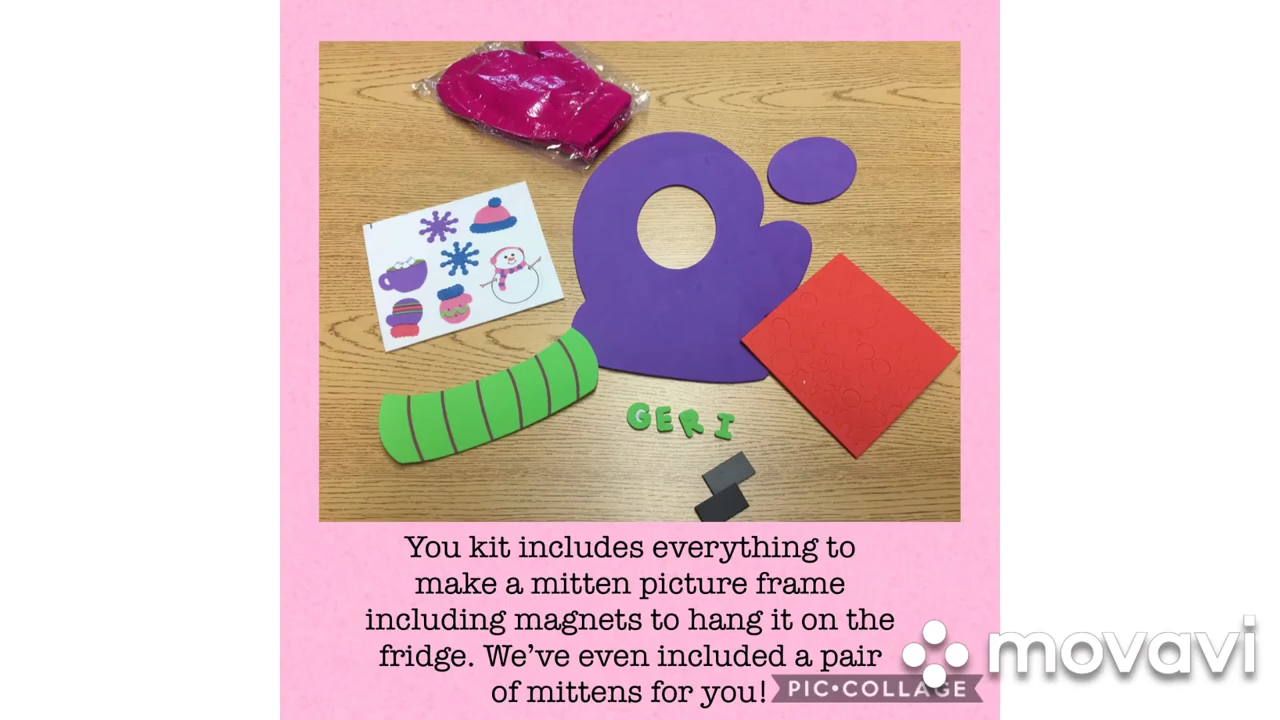 GERI
You kit includes everything to
make a mitten picture frame
including magnets to hang it on the
fridge. We've even included a pair
of mittens for you!
PIC•COLLAGE
movavi